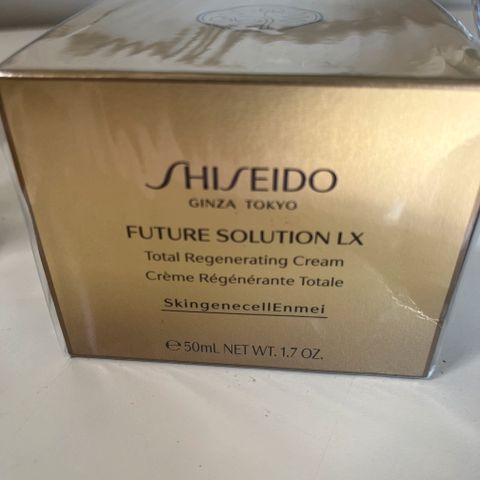 SHISEIDO
GINZA TOKYO
FUTURE SOLUTION LX
Total Regenerating Cream
Crème Régénérante Totale
SkingenecellEnmei
℮ 50mL NET WT. 1.7 OZ.